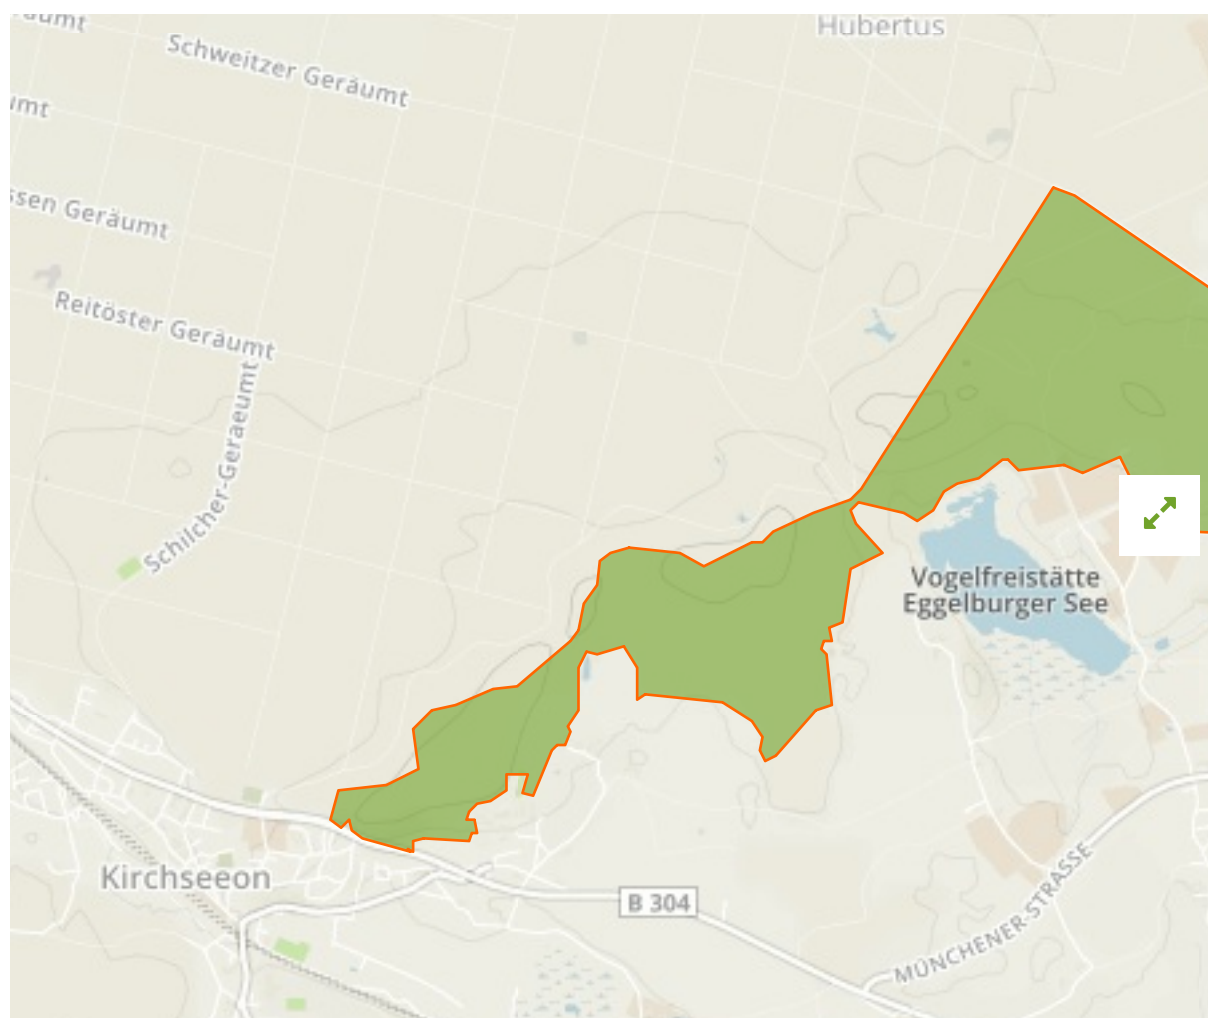 Hubertus
Schweitzer Geräumt
Reitöster Geräumt
Schilcher-Geraeumt
Vogelfreistätte
Eggelburger See
Kirchseeon
B 304
MÜNCHENER-STRASSE